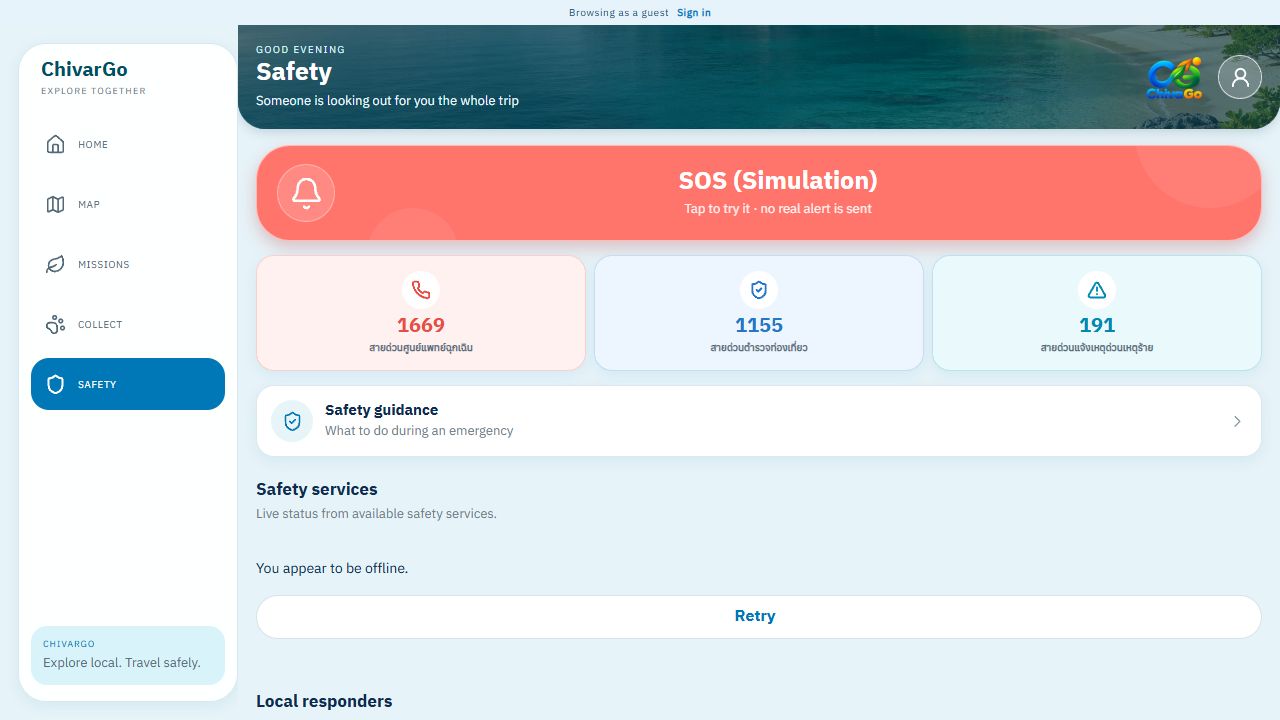 Browsing as a guest Sign in
ChivarGo
EXPLORE TOGETHER
HOME
MAP
MISSIONS
COLLECT
SAFETY
CHIVARGO
Explore local. Travel safely.
GOOD EVENING
Safety
Someone is looking out for you the whole trip
ChivarGo
SOS (Simulation)
Tap to try it · no real alert is sent
1669
สายด่วนศูนย์แพทย์ฉุกเฉิน
1155
สายด่วนตำรวจท่องเที่ยว
191
สายด่วนแจ้งเหตุด่วนเหตุร้าย
Safety guidance
What to do during an emergency
Safety services
Live status from available safety services.
You appear to be offline.
Retry
Local responders